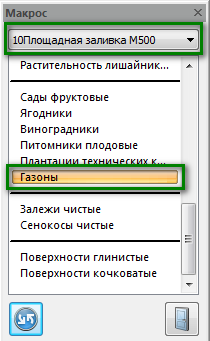 Макрос
10Площадная заливка М500
Растительность лишайник...
Сады фруктовые
Ягодники
Виноградники
Питомники плодовые
Плантации технических к...
Газоны
Залежи чистые
Сенокосы чистые
Поверхности глинистые
Поверхности кочковатые